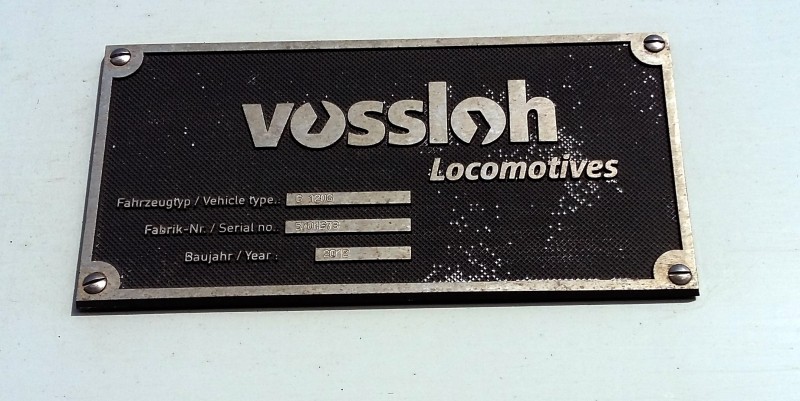 vossloh
Locomotives
Fahrzeugtyp / Vehicle type.:
Fabrik-Nr. / Serial no.
Baujahr / Year :